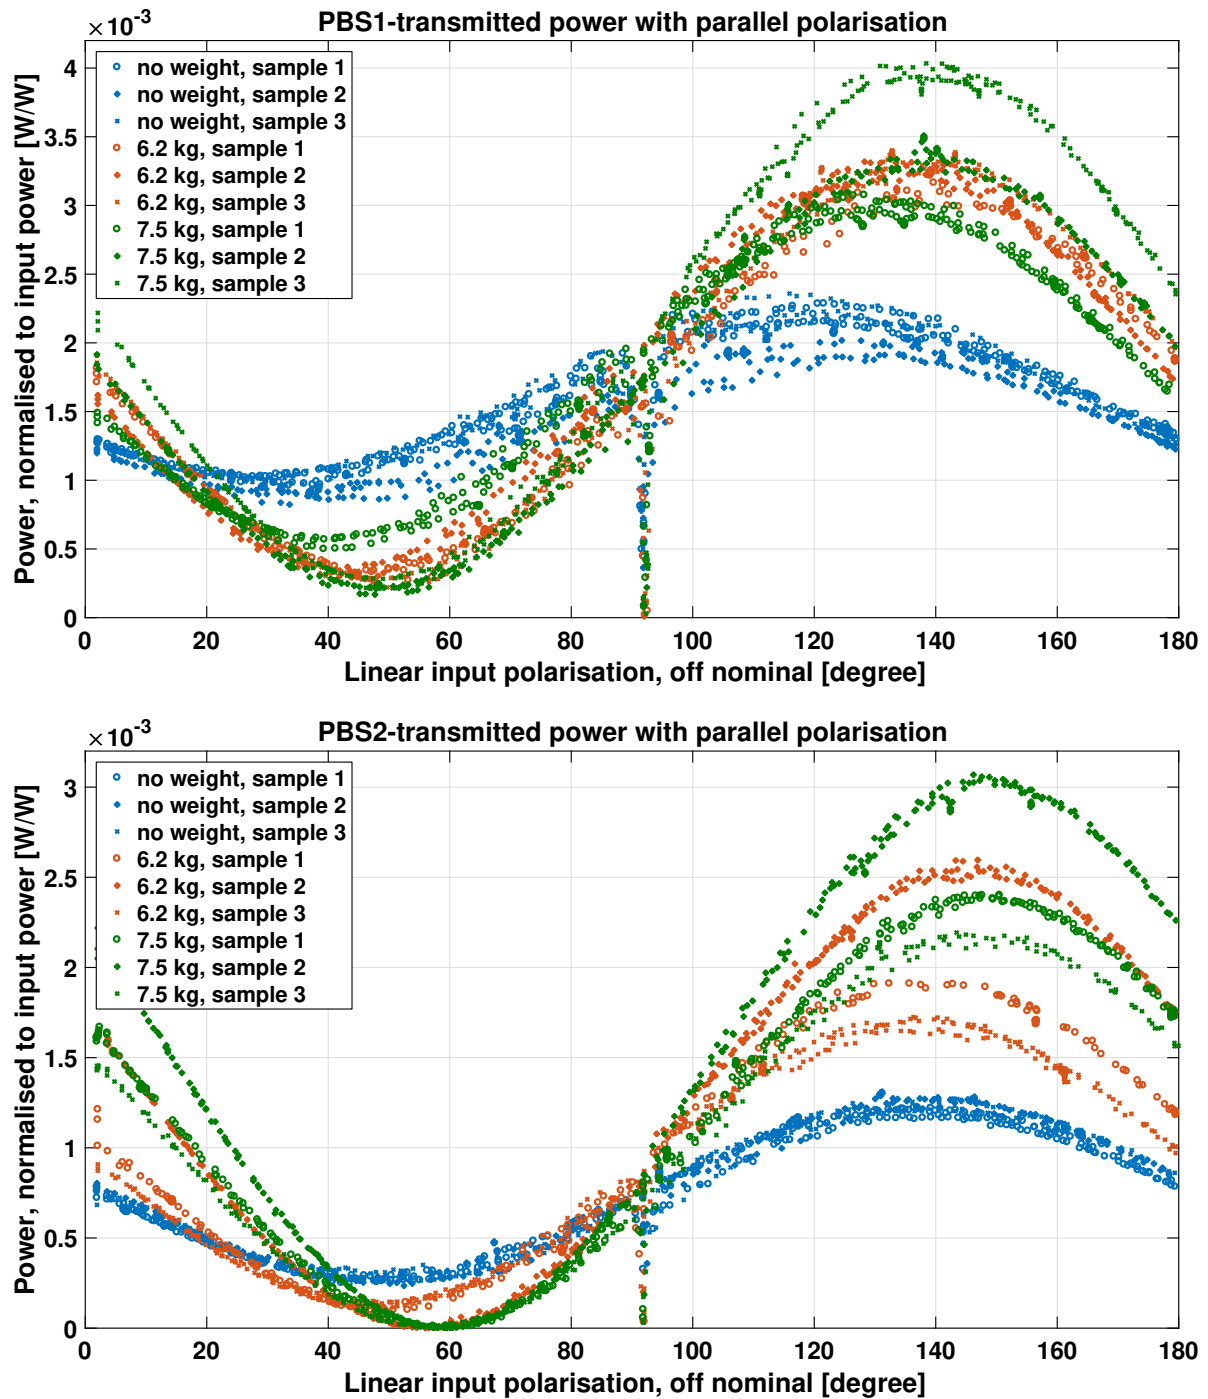 PBS1-transmitted power with parallel polarisation
×10-3
4
3.5
3
2.5
2
1.5
1
0.5
0
Power, normalised to input power [W/W]
no weight, sample 1
no weight, sample 2
no weight, sample 3
6.2 kg, sample 1
6.2 kg, sample 2
6.2 kg, sample 3
7.5 kg, sample 1
7.5 kg, sample 2
7.5 kg, sample 3
0 20 40 60 80 100 120 140 160 180
Linear input polarisation, off nominal [degree]
PBS2-transmitted power with parallel polarisation
×10-3
3
2.5
2
1.5
1
0.5
0
Power, normalised to input power [W/W]
no weight, sample 1
no weight, sample 2
no weight, sample 3
6.2 kg, sample 1
6.2 kg, sample 2
6.2 kg, sample 3
7.5 kg, sample 1
7.5 kg, sample 2
7.5 kg, sample 3
0 20 40 60 80 100 120 140 160 180
Linear input polarisation, off nominal [degree]